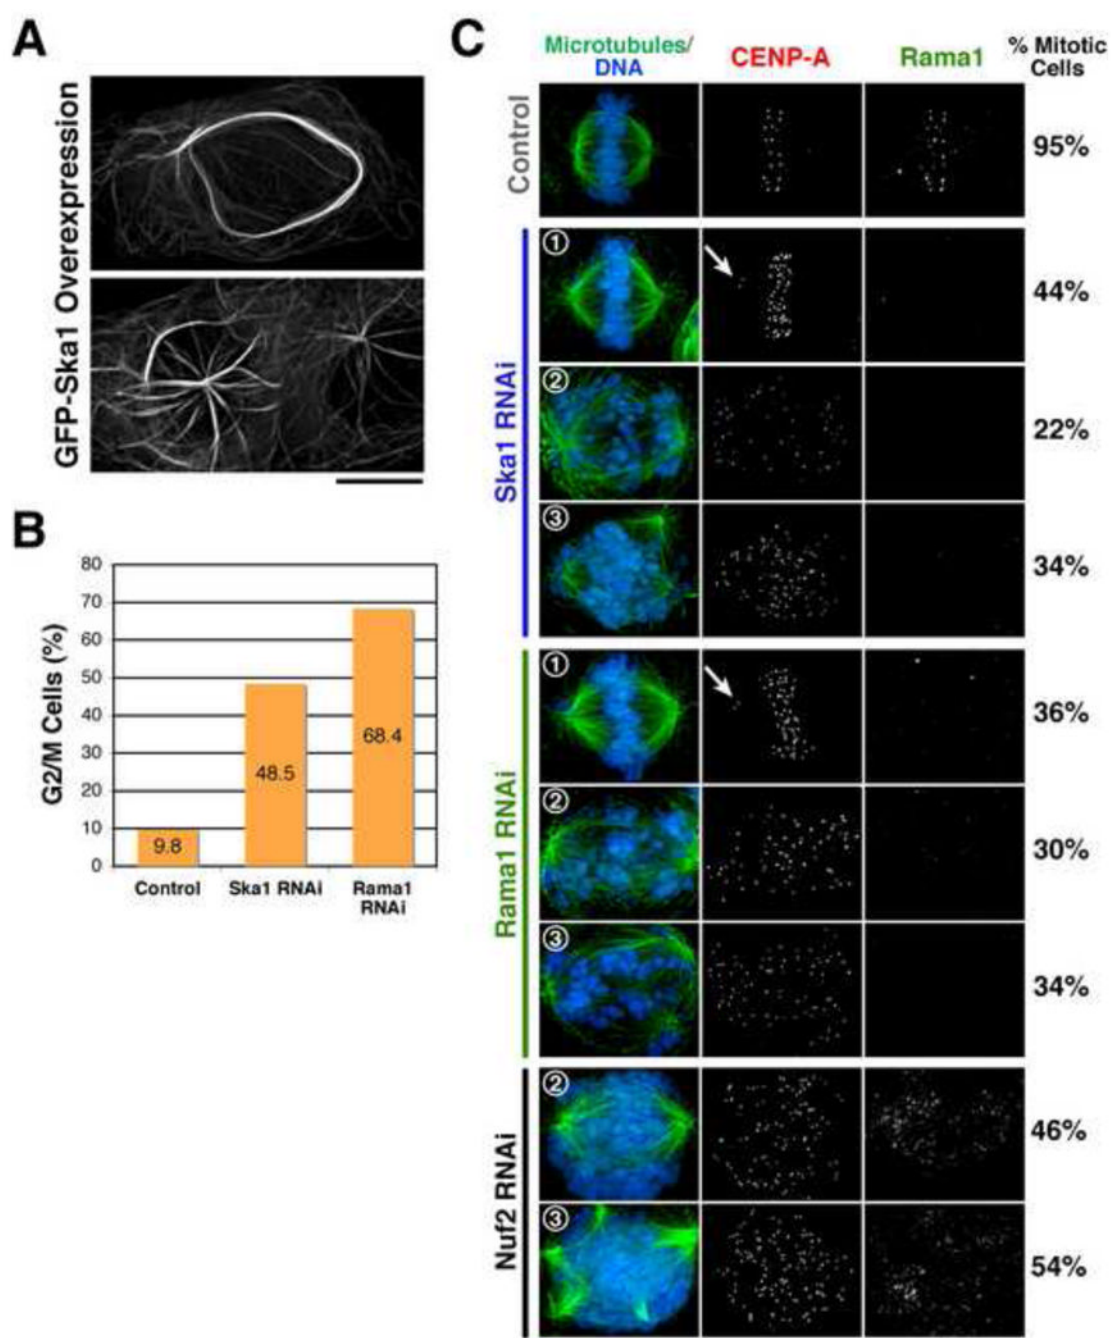 A
GFP-Ska1 Overexpression
B
G2/M Cells (%)
80
70
60
50
40
30
20
10
0
9.8
48.5
68.4
Control
Ska1 RNAi
Rama1
RNAi
C
Microtubules/
DNA
CENP-A
Rama1
% Mitotic
Cells
Control
95%
Ska1 RNAi
①
44%
②
22%
③
34%
Rama1 RNAi
①
36%
②
30%
③
34%
Nuf2 RNAi
②
46%
③
54%